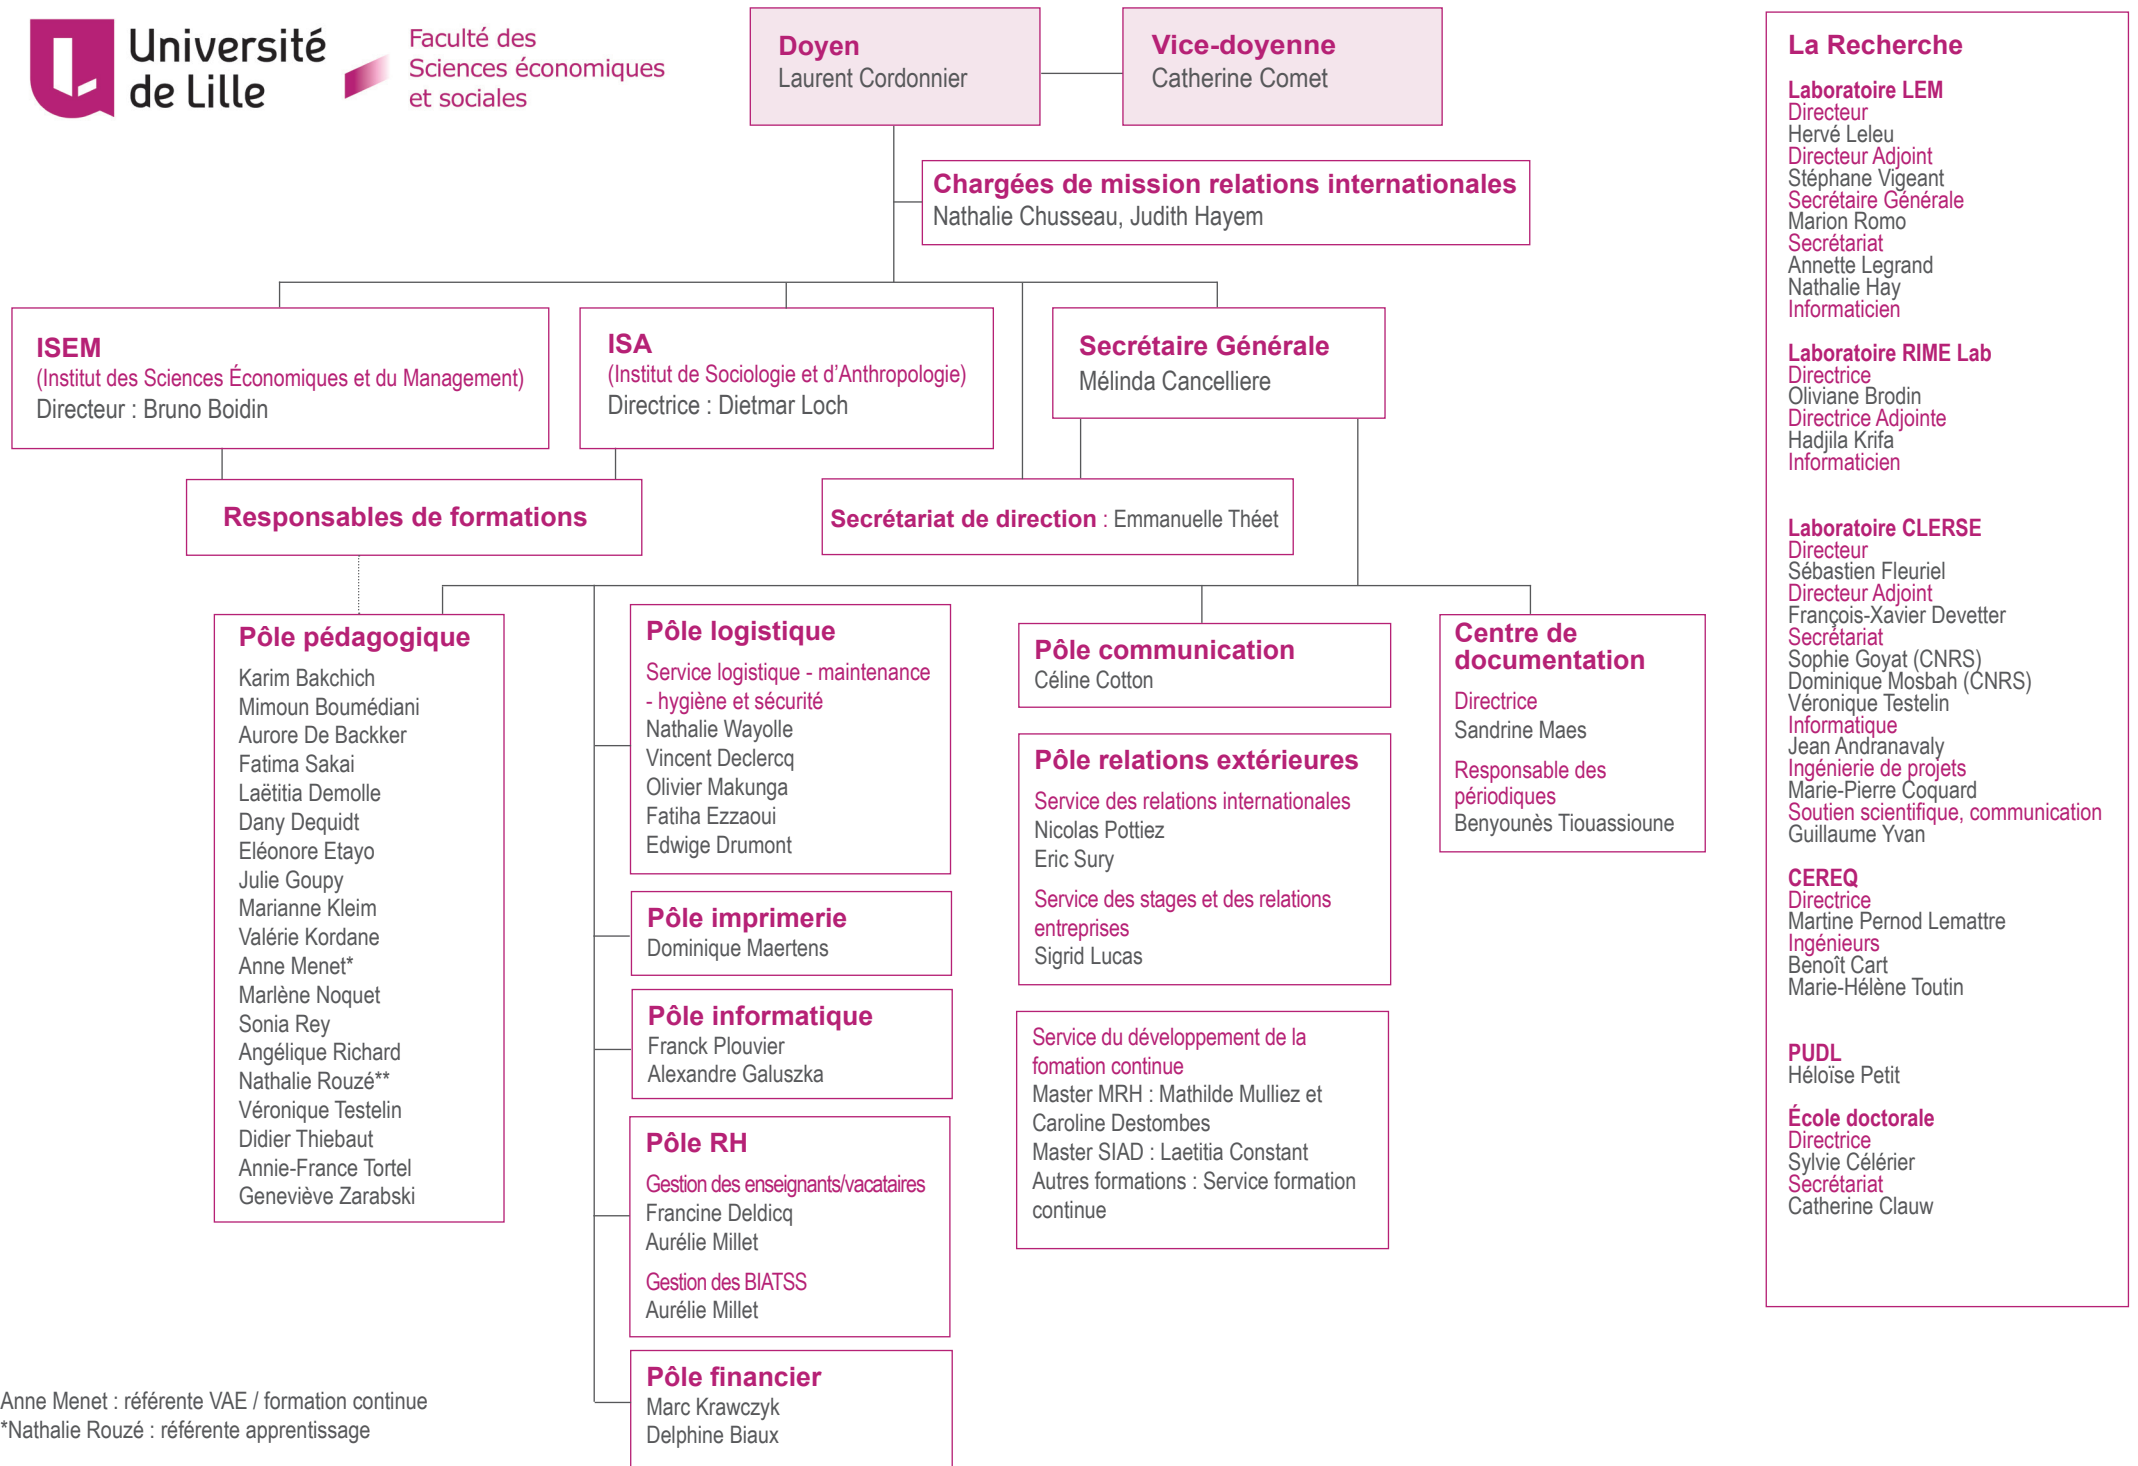 Université
de Lille
Faculté des
Sciences économiques
et sociales
Doyen
Laurent Cordonnier
Vice-doyenne
Catherine Comet
Chargées de mission relations internationales
Nathalie Chusseau, Judith Hayem
ISEM
(Institut des Sciences Économiques et du Management)
Directeur : Bruno Boidin
ISA
(Institut de Sociologie et d’Anthropologie)
Directrice : Dietmar Loch
Secrétaire Générale
Mélinda Cancelliere
Responsables de formations
Secrétariat de direction : Emmanuelle Théet
Pôle pédagogique
Karim Bakchich
Mimoun Boumédiani
Aurore De Backker
Fatima Sakai
Laëtitia Demolle
Dany Dequidt
Eléonore Etayo
Julie Goupy
Marianne Kleim
Valérie Kordane
Anne Menet*
Marlène Noquet
Sonia Rey
Angélique Richard
Nathalie Rouzé**
Véronique Testelin
Didier Thiebaut
Annie-France Tortel
Geneviève Zarabski
Pôle logistique
Service logistique - maintenance
- hygiène et sécurité
Nathalie Wayolle
Vincent Declercq
Olivier Makunga
Fatiha Ezzaoui
Edwige Drumont
Pôle imprimerie
Dominique Maertens
Pôle informatique
Franck Plouvier
Alexandre Galuszka
Pôle RH
Gestion des enseignants/vacataires
Francine Deldicq
Aurélie Millet
Gestion des BIATSS
Aurélie Millet
Pôle financier
Marc Krawczyk
Delphine Biaux
Pôle communication
Céline Cotton
Pôle relations extérieures
Service des relations internationales
Nicolas Pottiez
Eric Sury
Service des stages et des relations
entreprises
Sigrid Lucas
Service du développement de la
fomation continue
Master MRH : Mathilde Mulliez et
Caroline Destombes
Master SIAD : Laetitia Constant
Autres formations : Service formation
continue
Centre de
documentation
Directrice
Sandrine Maes
Responsable des
périodiques
Benyounès Tiouassioune
La Recherche
Laboratoire LEM
Directeur
Hervé Leleu
Directeur Adjoint
Stéphane Vigeant
Secrétaire Générale
Marion Romo
Secrétariat
Annette Legrand
Nathalie Hay
Informaticien
Laboratoire RIME Lab
Directrice
Oliviane Brodin
Directrice Adjointe
Hadjila Krifa
Informaticien
Laboratoire CLERSE
Directeur
Sébastien Fleuriel
Directeur Adjoint
François-Xavier Devetter
Secrétariat
Sophie Goyat (CNRS)
Dominique Mosbah (CNRS)
Véronique Testelin
Informatique
Jean Andranavaly
Ingénierie de projets
Marie-Pierre Coquard
Soutien scientifique, communication
Guillaume Yvan
CEREQ
Directrice
Martine Pernod Lemattre
Ingénieurs
Benoît Cart
Marie-Hélène Toutin
PUDL
Héloïse Petit
École doctorale
Directrice
Sylvie Célérier
Secrétariat
Catherine Clauw
Anne Menet : référente VAE / formation continue
*Nathalie Rouzé : référente apprentissage